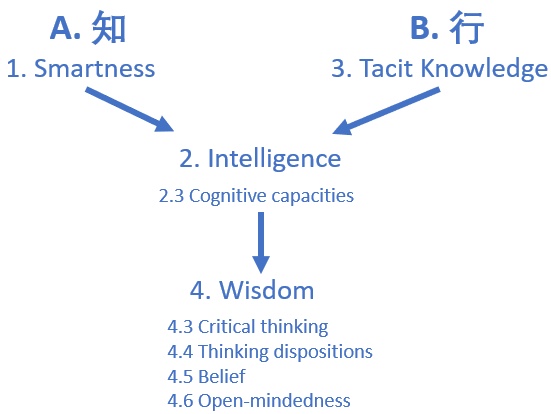 A. 知
B. 行
1. Smartness
3. Tacit Knowledge
2. Intelligence
2.3 Cognitive capacities
4. Wisdom
4.3 Critical thinking
4.4 Thinking dispositions
4.5 Belief
4.6 Open-mindedness